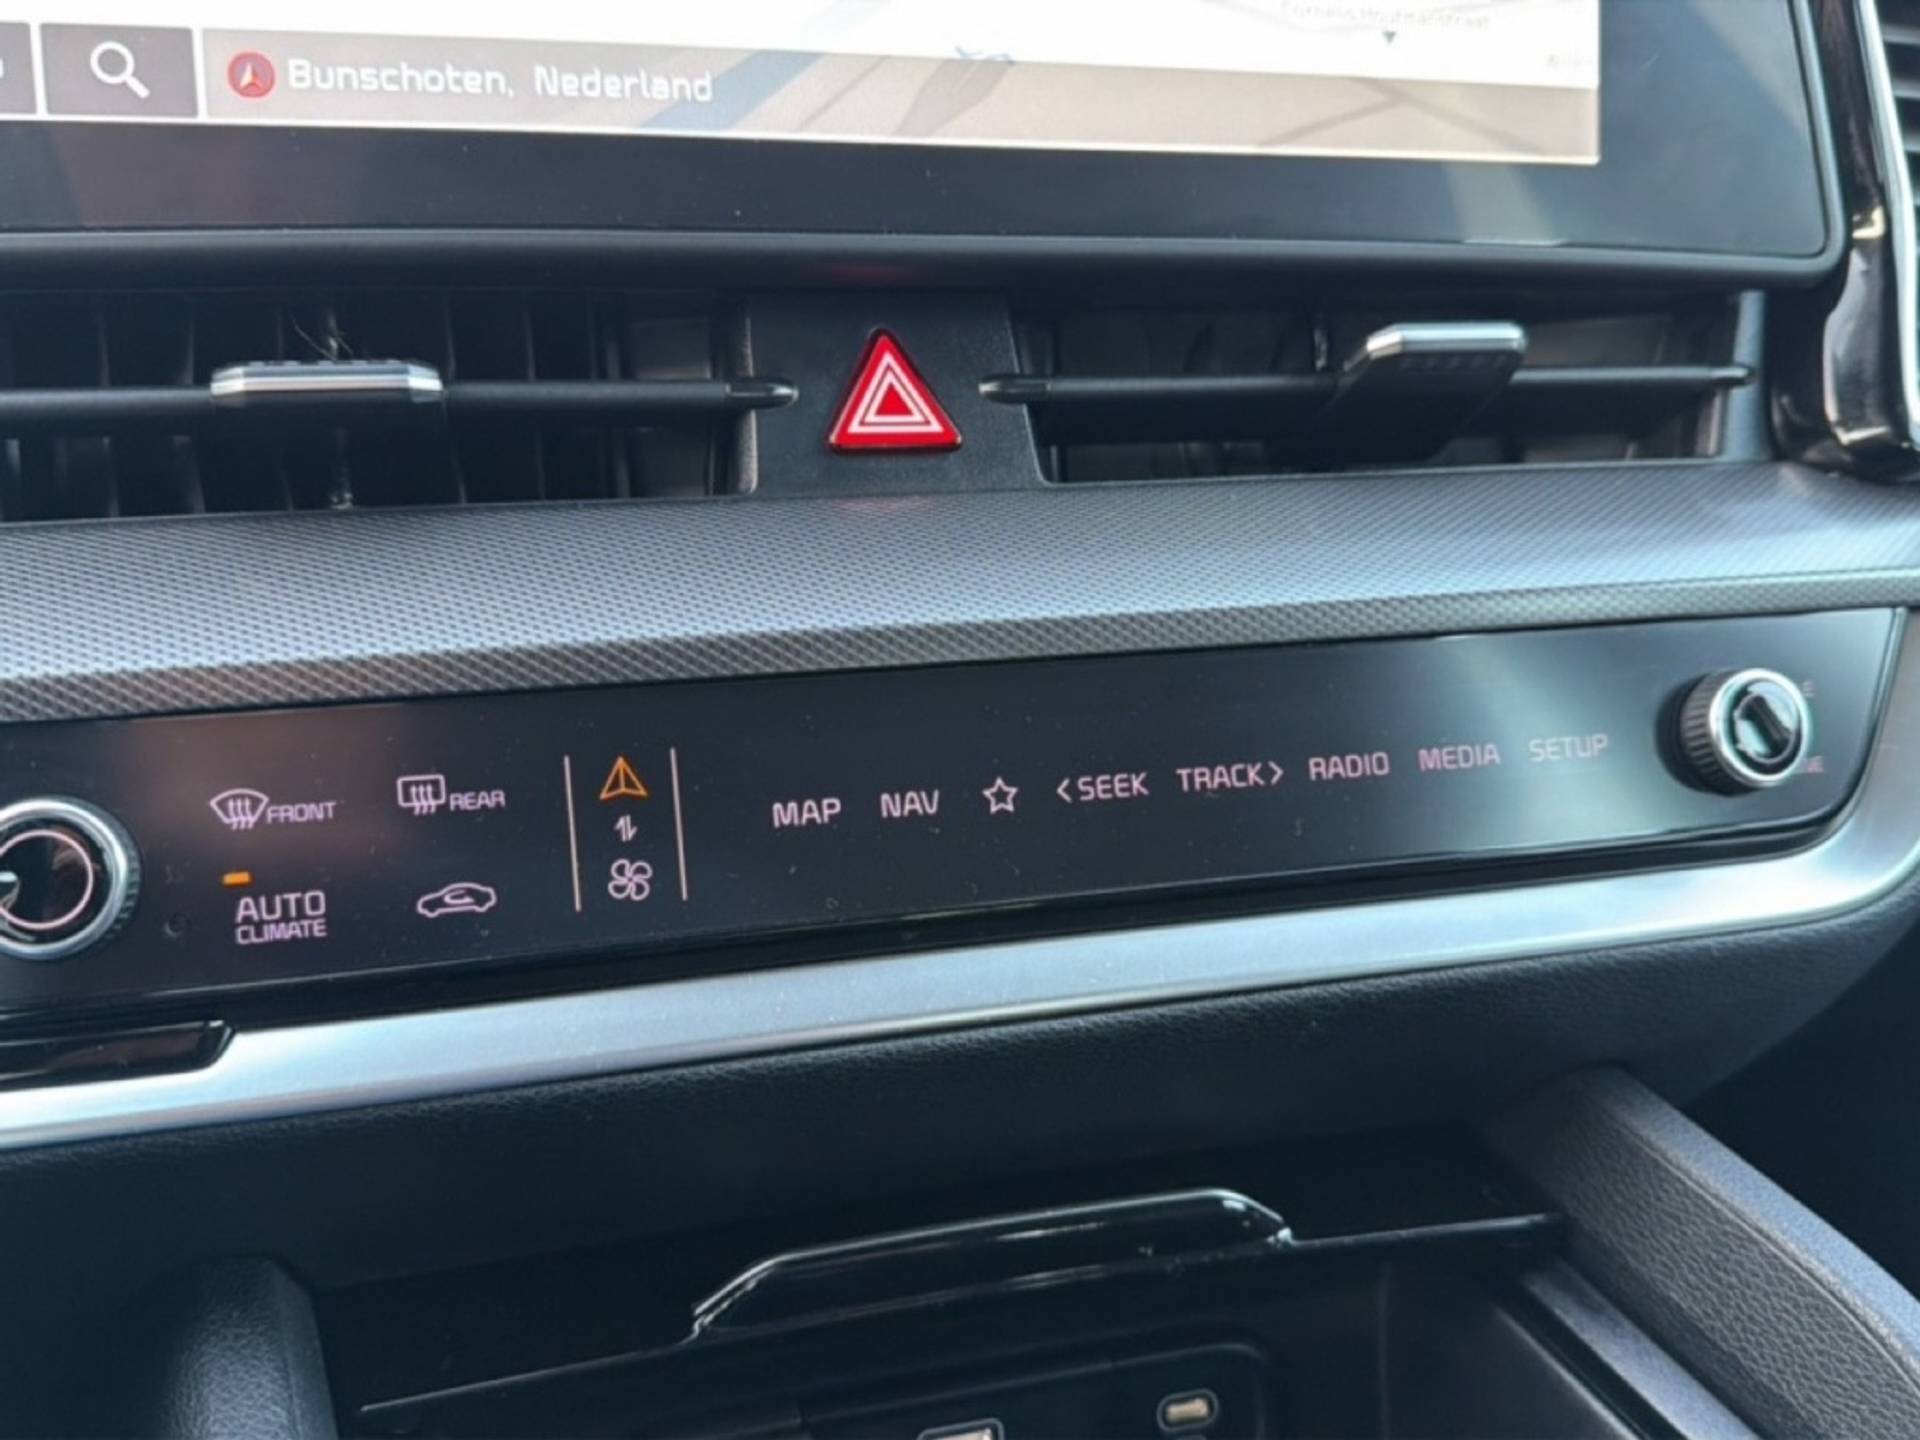 Bunschoten, Nederland
FRONT
REAR
MAP NAV < SEEK TRACK > RADIO MEDIA SETUP
AUTO
CLIMATE